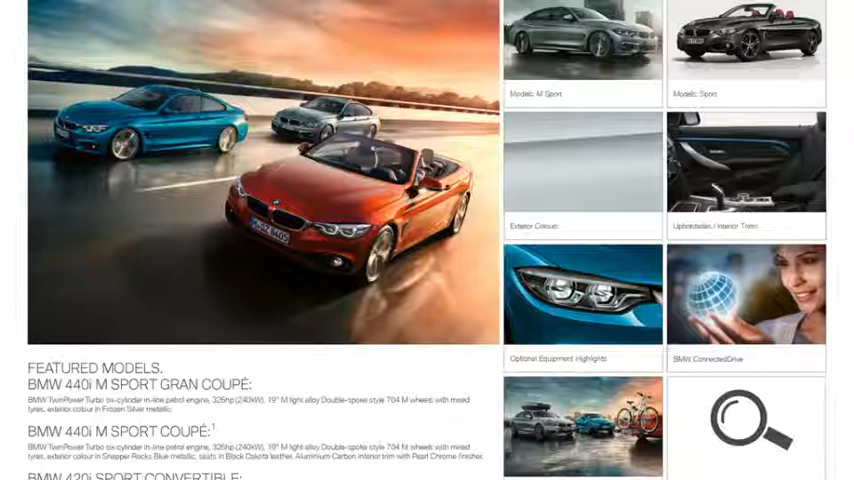 Models: M Sport
Models: Sport
Exterior Colours
Upholsteries / Interior Trims
Optional Equipment Highlights
BMW ConnectedDrive
FEATURED MODELS.
BMW 440i M SPORT GRAN COUPÉ:
BMW TwinPower Turbo six-cylinder in-line petrol engine, 326hp (240kW), 19" M light alloy Double-spoke style 704 M wheels with mixed
tyres, exterior colour in Frozen Silver metallic.
BMW 440i M SPORT COUPÉ:¹
BMW TwinPower Turbo six-cylinder in-line petrol engine, 326hp (240kW), 19" M light alloy Double-spoke style 704 M wheels with mixed
tyres, exterior colour in Snapper Rocks Blue metallic, seats in Black Dakota leather, Aluminium Carbon interior trim with Pearl Chrome finisher.
BMW 420i SPORT CONVERTIBLE: